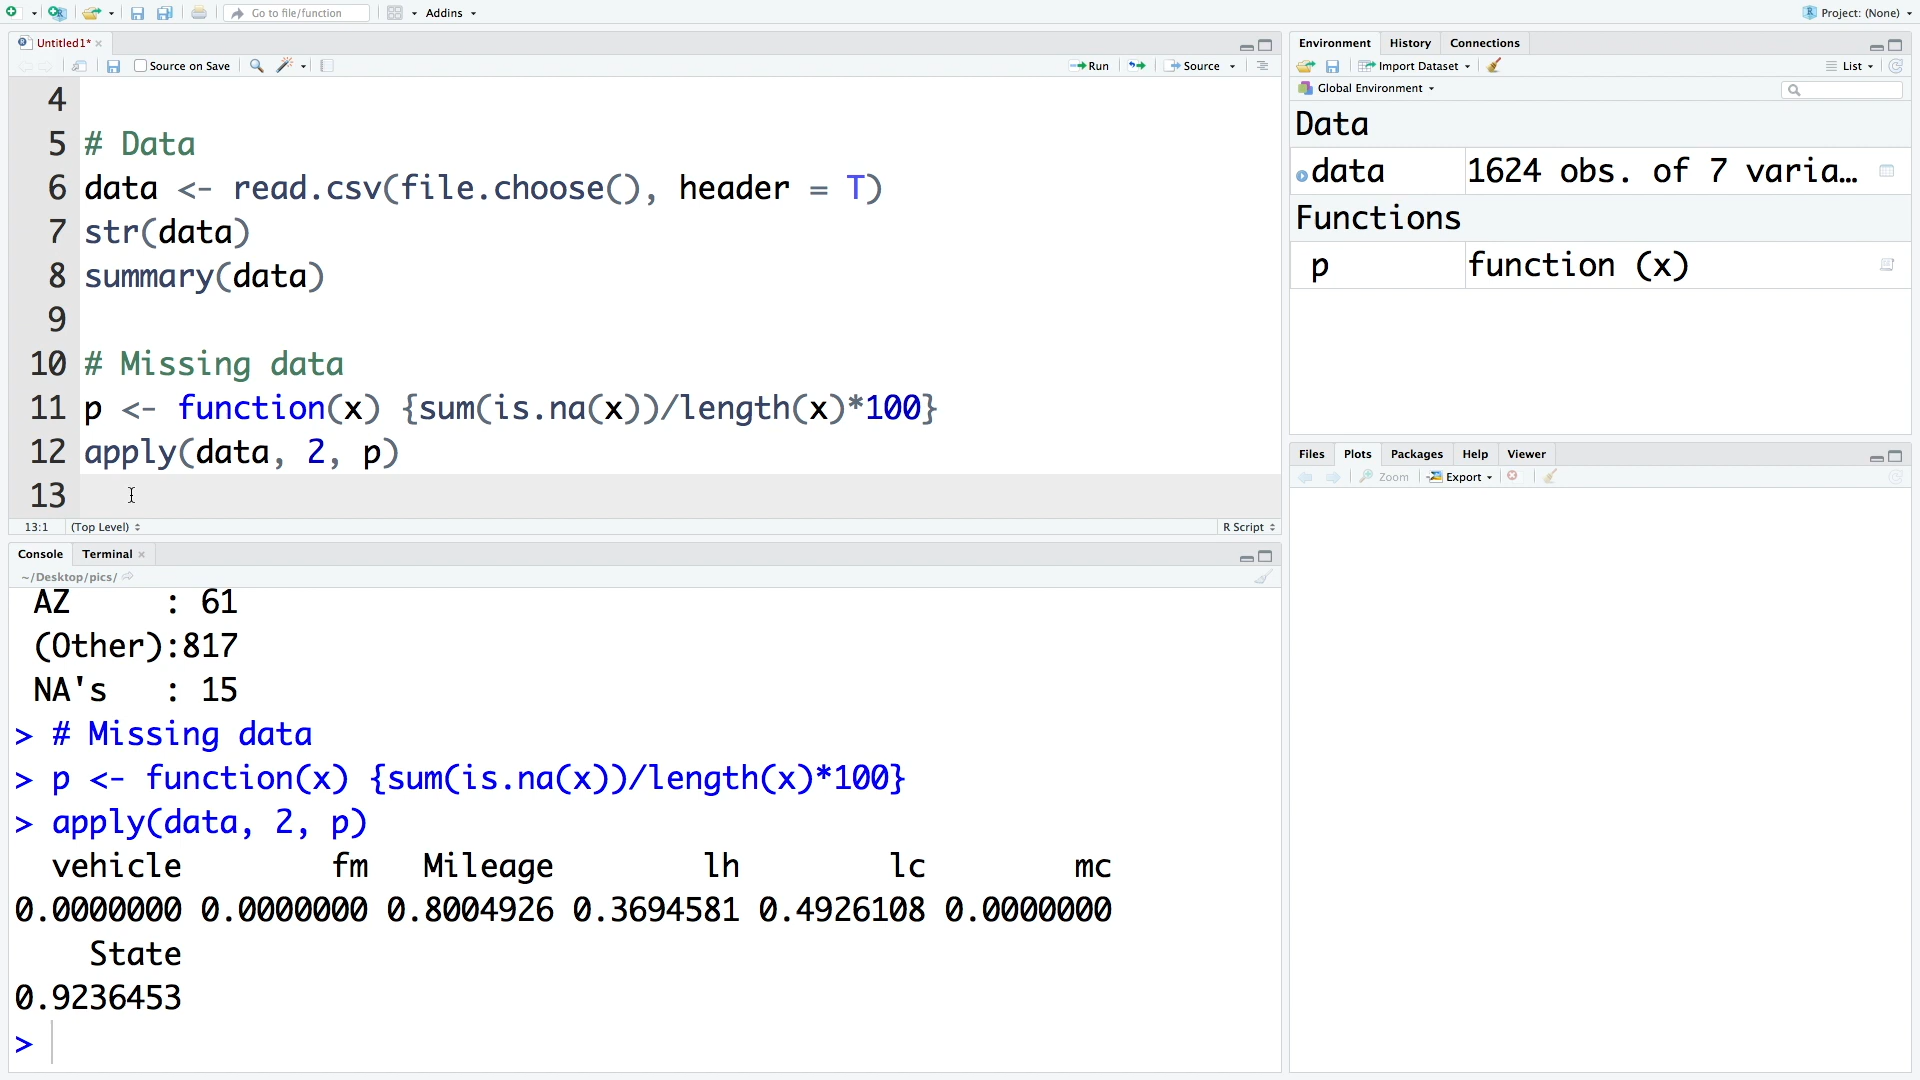 Go to file/function
Addins
Project: (None)
Untitled1*
Source on Save
Run
Source
4
5 # Data
6 data <- read.csv(file.choose(), header = T)
7 str(data)
8 summary(data)
9
10 # Missing data
11 p <- function(x) {sum(is.na(x))/length(x)*100}
12 apply(data, 2, p)
13
13:1 (Top Level) R Script
Console Terminal
~/Desktop/pics/
AZ : 61
(Other):817
NA's : 15
> # Missing data
> p <- function(x) {sum(is.na(x))/length(x)*100}
> apply(data, 2, p)
vehicle fm Mileage lh lc mc
0.0000000 0.0000000 0.8004926 0.3694581 0.4926108 0.0000000
State
0.9236453
>
Environment History Connections
Import Dataset List
Global Environment
Data
data 1624 obs. of 7 varia…
Functions
p function (x)
Files Plots Packages Help Viewer
Zoom Export